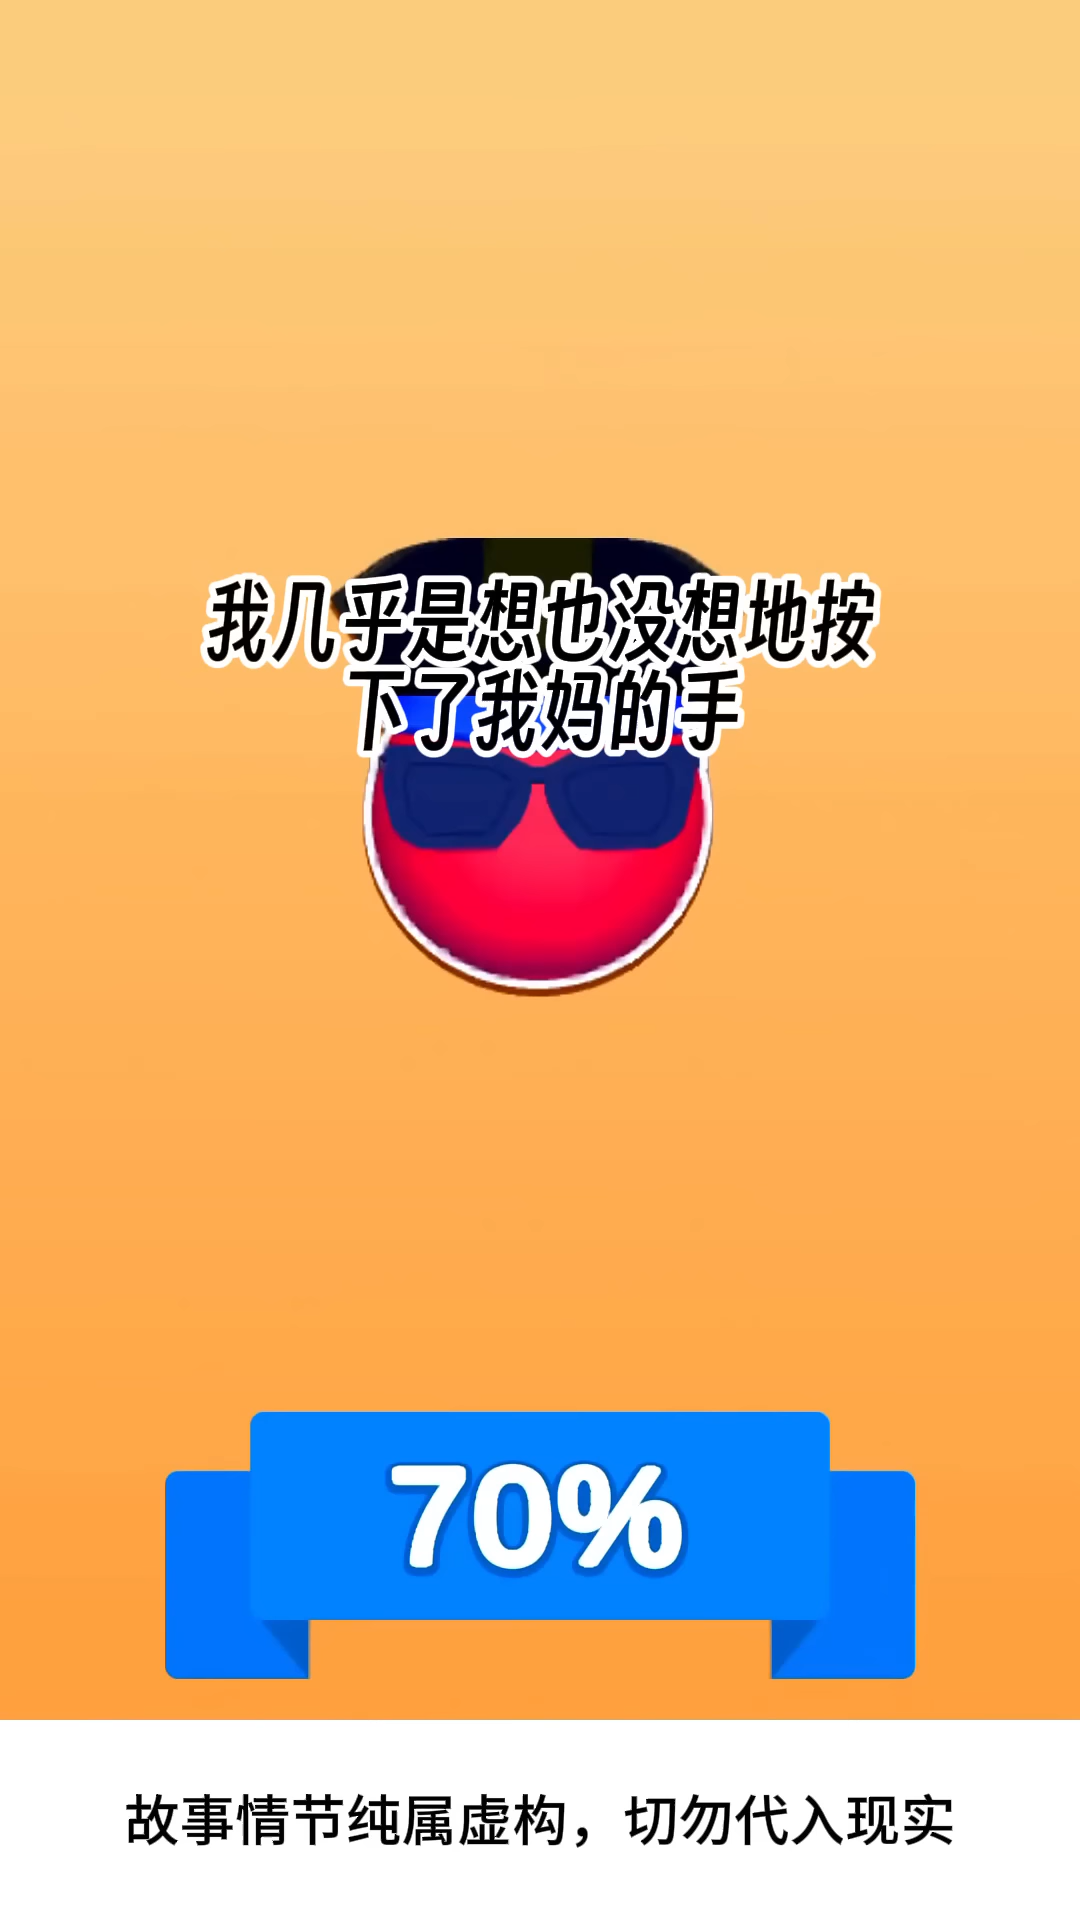 我几乎是想也没想地按
下了我妈的手
70%
故事情节纯属虚构，切勿代入现实